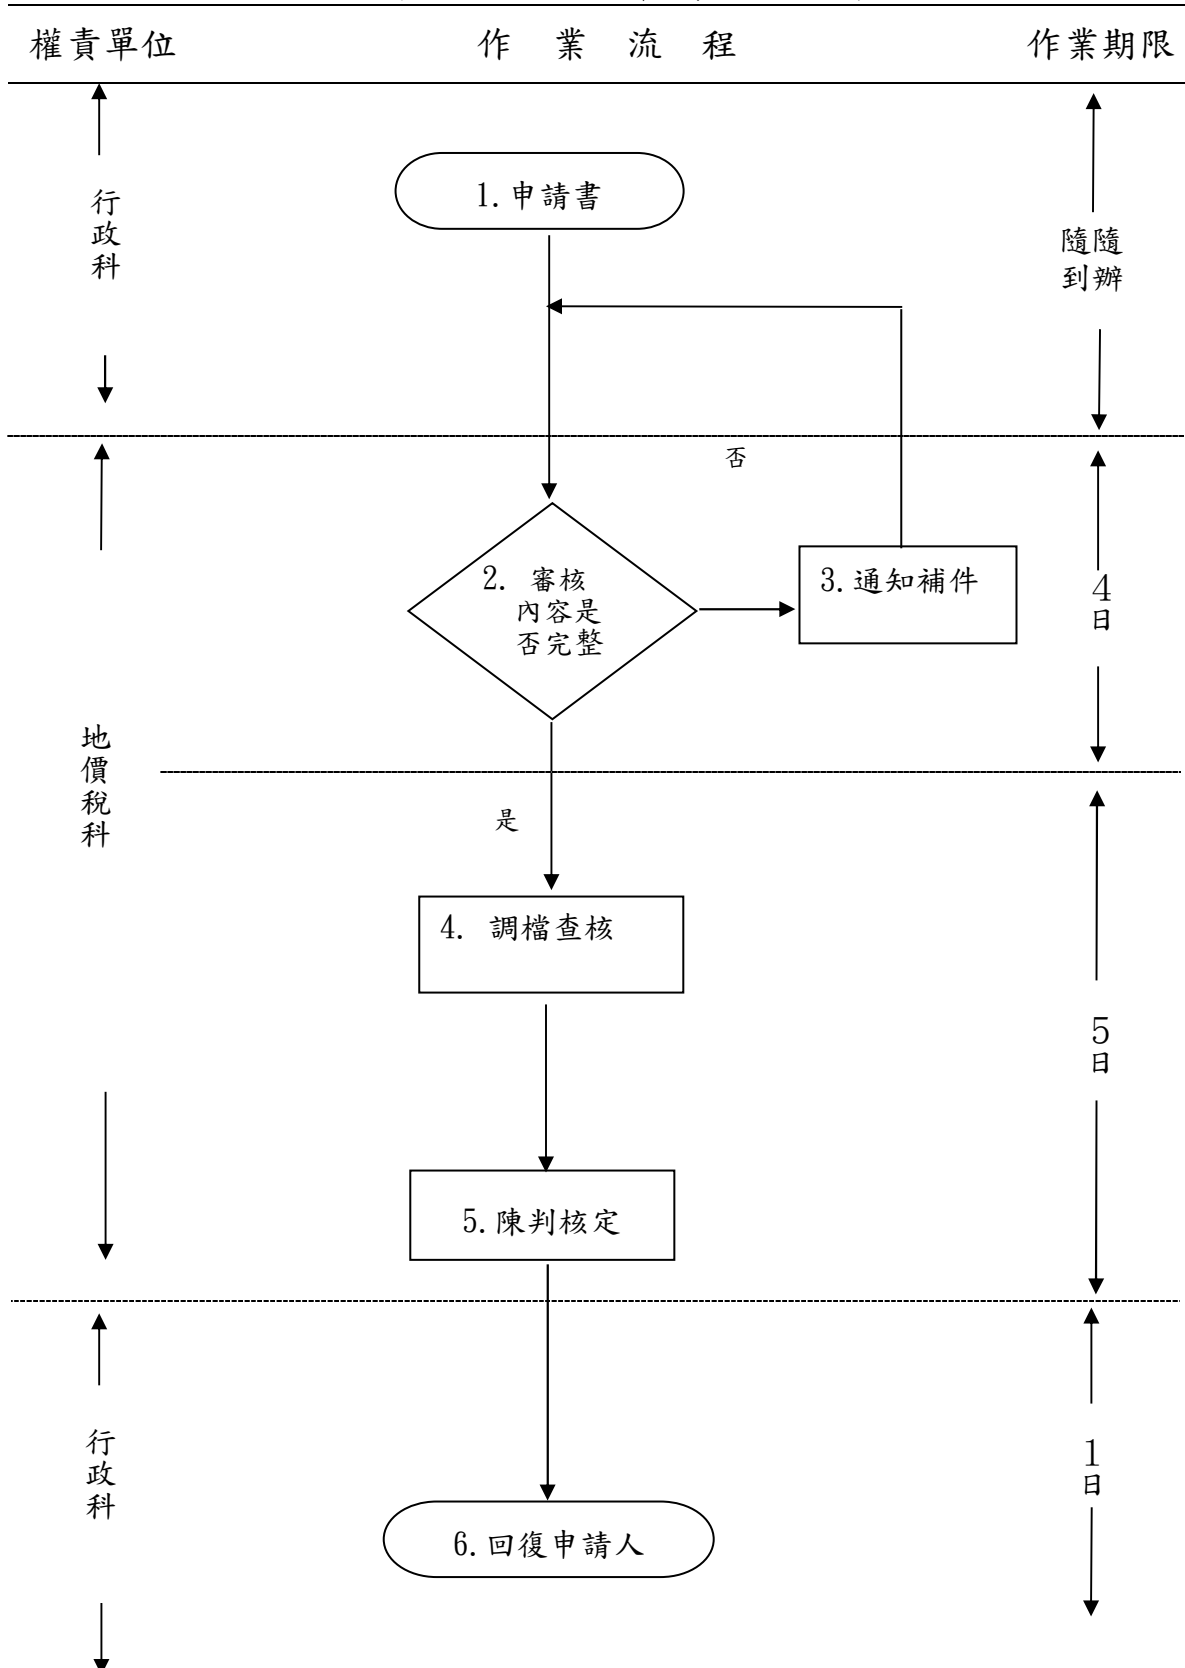 權責單位
作業流程
作業期限
行政科
1.申請書
隨到隨辦
否
2. 審核
內容是
否完整
3.通知補件
4日
地價稅科
是
4. 調檔查核
5日
5.陳判核定
行政科
1日
6.回復申請人